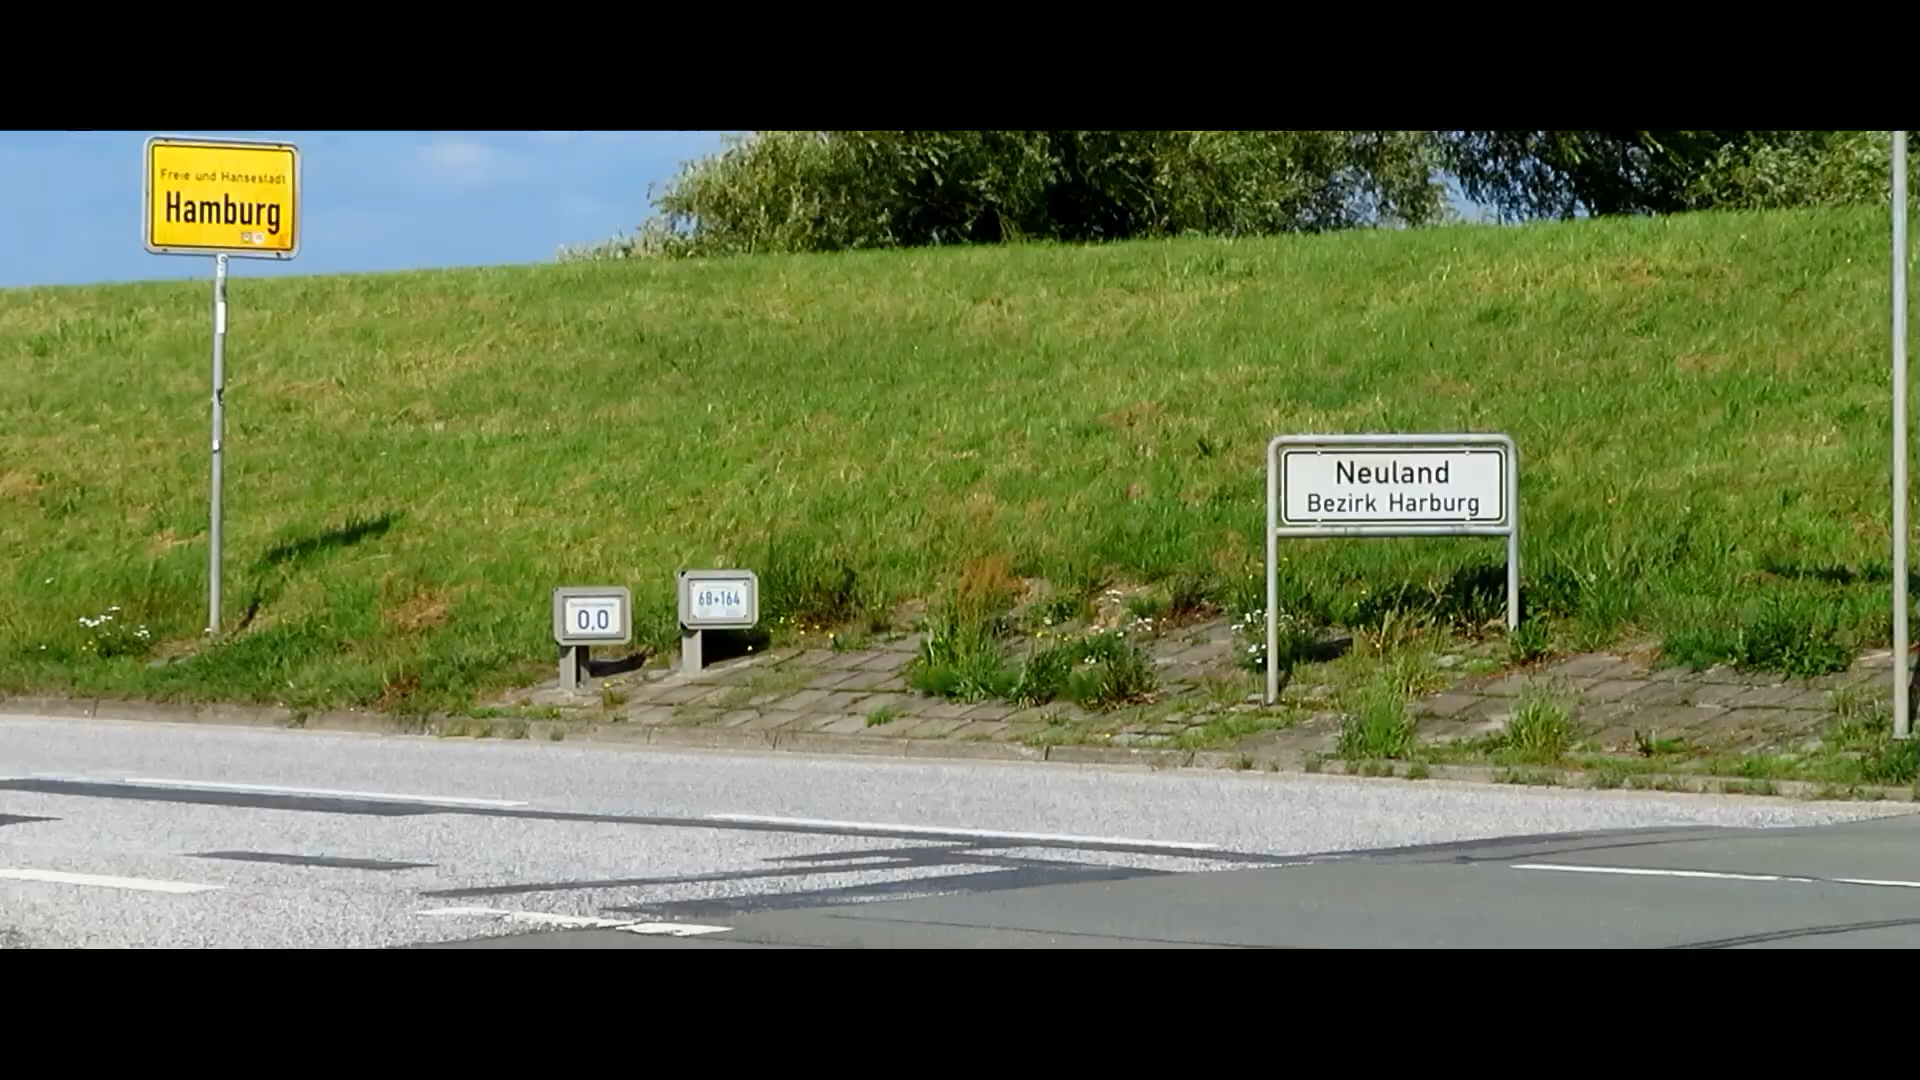 Freie und Hansestadt
Hamburg
0,0
68+164
Neuland
Bezirk Harburg